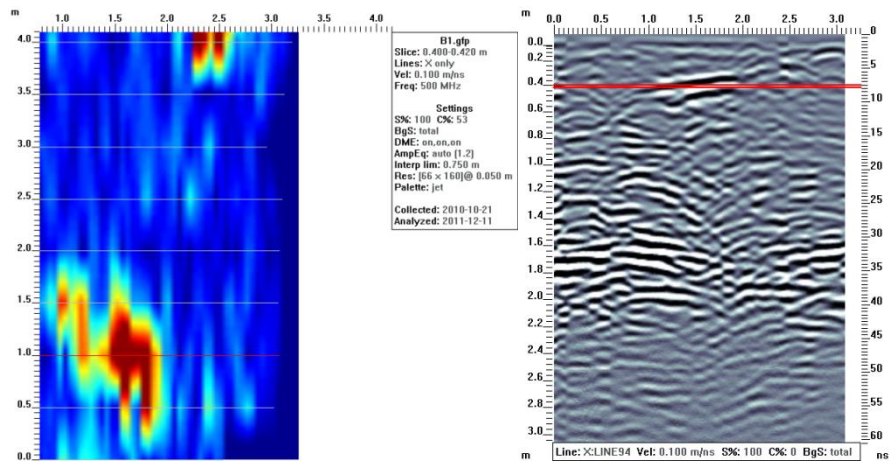 m
1.0 1.5 2.0 2.5 3.0 3.5 4.0
4.0
3.5
3.0
2.5
2.0
1.5
1.0
0.5
0.0
m
B1.gfp
Slice: 0.400-0.420 m
Lines: X only
Vel: 0.100 m/ns
Freq: 500 MHz
Settings
S%: 100 C%: 53
BgS: total
DME: on,on,on
AmpEq: auto (1.2)
Interp lim: 0.750 m
Res: [66 x 160]@ 0.050 m
Palette: jet
Collected: 2010-10-21
Analyzed: 2011-12-11
m 0.0 0.5 1.0 1.5 2.0 2.5 3.0 m
0.0
0.2
0.4
0.6
0.8
1.0
1.2
1.4
1.6
1.8
2.0
2.2
2.4
2.6
2.8
3.0
m
0
5
10
15
20
25
30
35
40
45
50
55
60
ns
Line: X:LINE94 Vel: 0.100 m/ns S%: 100 C%: 0 BgS: total